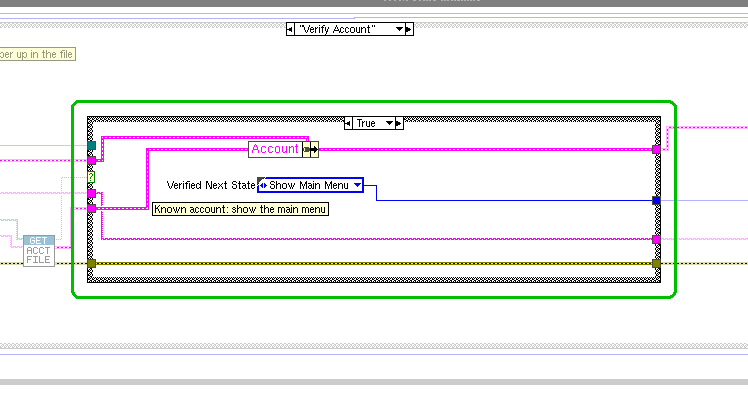 "Verify Account"
per up in the file
True
Account
Verified Next State
Show Main Menu
?
Known account: show the main menu
GET
ACCT
FILE